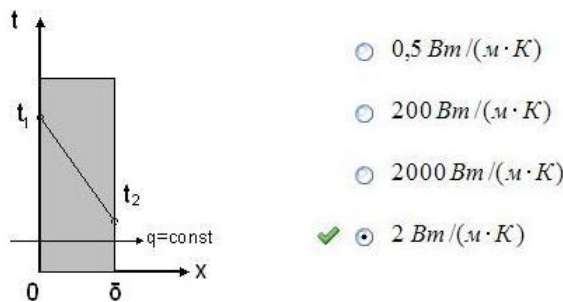 t
t₁
t₂
q=const
0
δ
x
0,5 Вт/(м·К)
200 Вт/(м·К)
2000 Вт/(м·К)
2 Вт/(м·К)